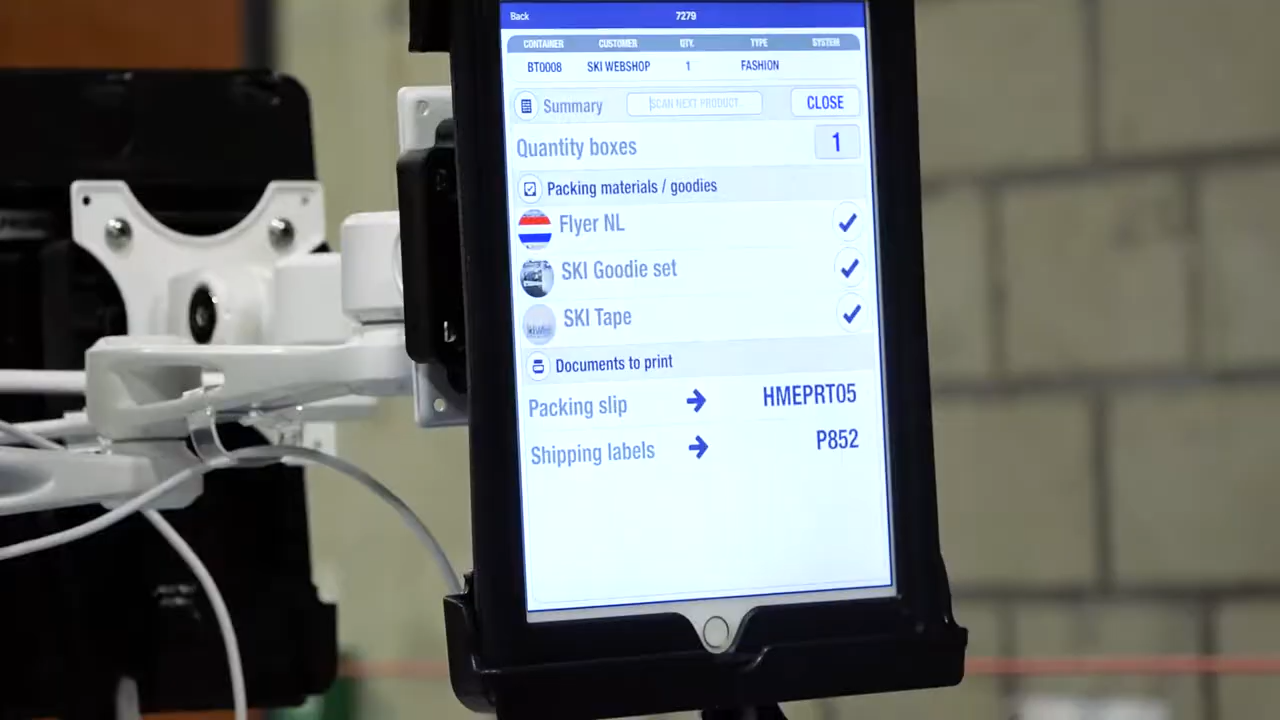 Back 7279
CONTAINER CUSTOMER QTY. TYPE SYSTEM
BT0008 SKI WEBSHOP 1 FASHION
Summary SCAN NEXT PRODUCT CLOSE
Quantity boxes 1
Packing materials / goodies
Flyer NL
SKI Goodie set
SKI Tape
Documents to print
Packing slip HMEPRT05
Shipping labels P852